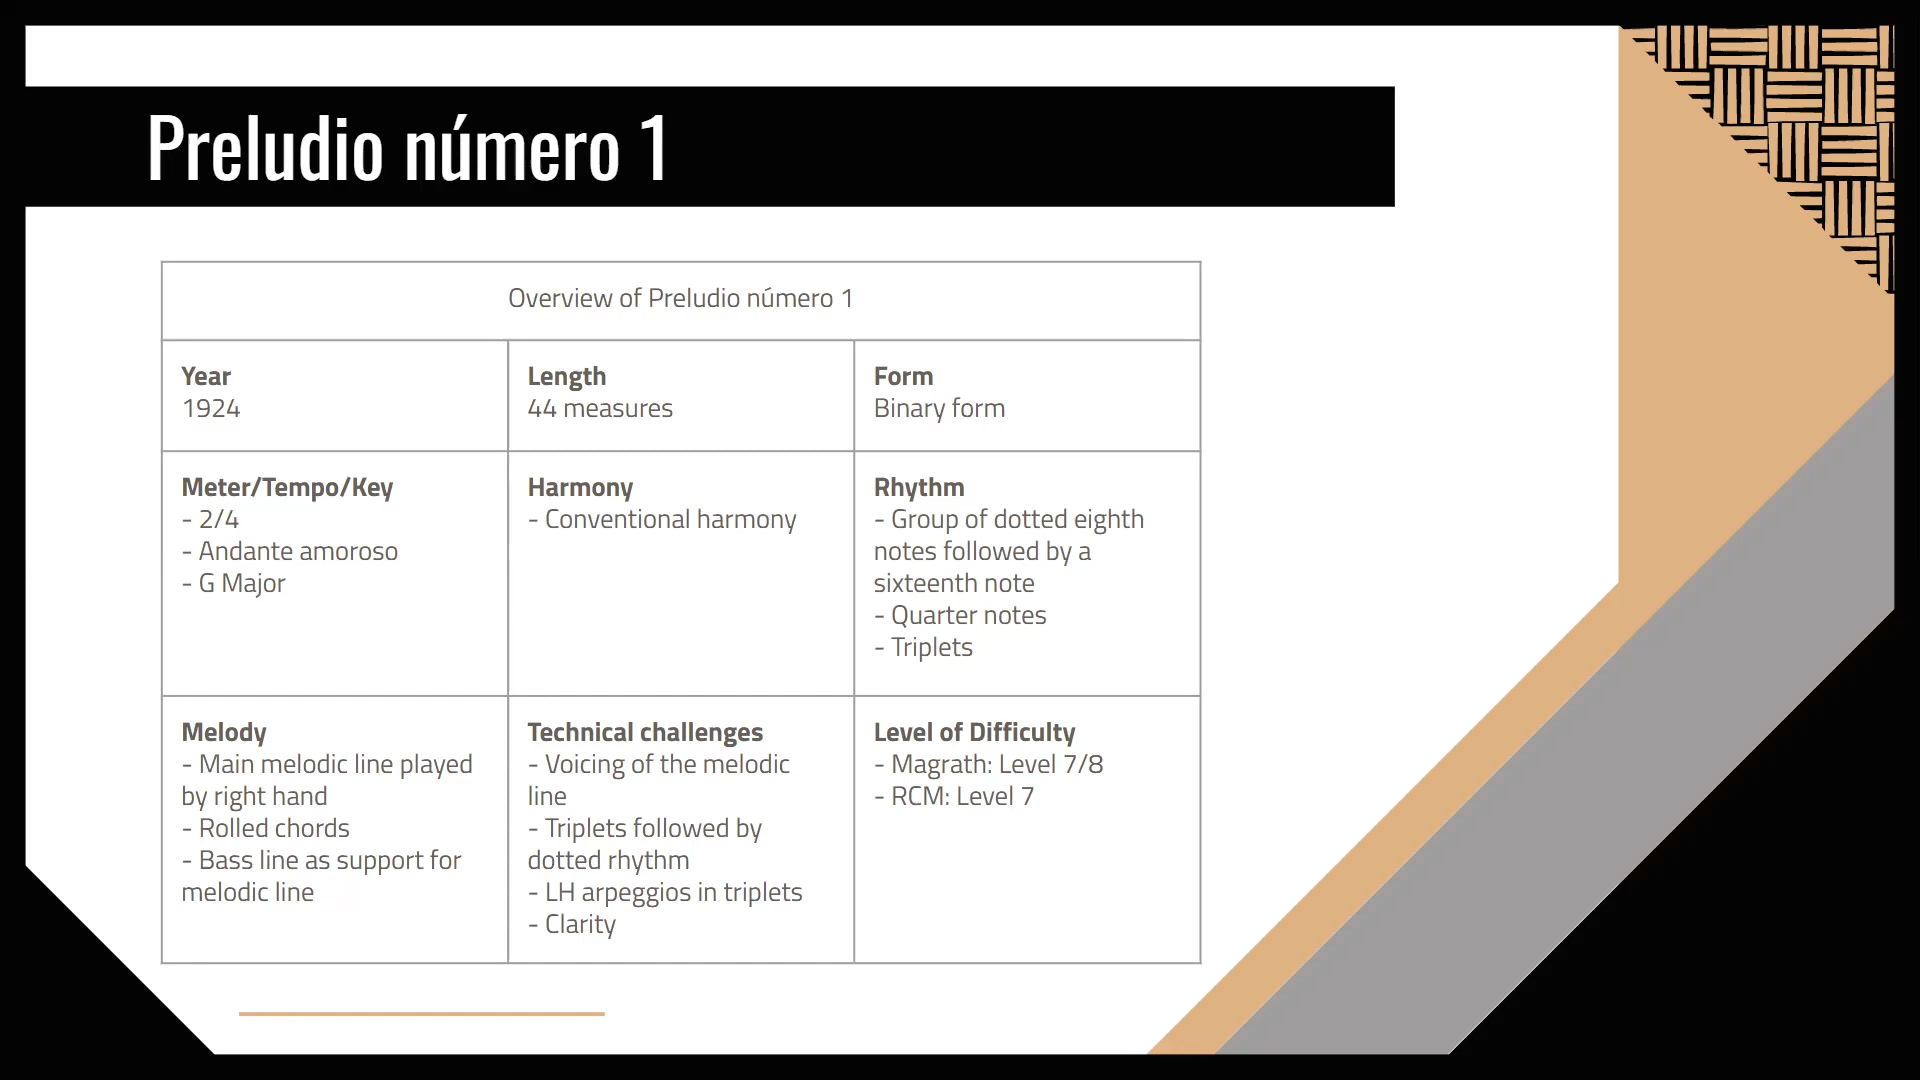 Preludio número 1
Overview of Preludio número 1
Year
1924
Length
44 measures
Form
Binary form
Meter/Tempo/Key
- 2/4
- Andante amoroso
- G Major
Harmony
- Conventional harmony
Rhythm
- Group of dotted eighth
notes followed by a
sixteenth note
- Quarter notes
- Triplets
Melody
- Main melodic line played
by right hand
- Rolled chords
- Bass line as support for
melodic line
Technical challenges
- Voicing of the melodic
line
- Triplets followed by
dotted rhythm
- LH arpeggios in triplets
- Clarity
Level of Difficulty
- Magrath: Level 7/8
- RCM: Level 7